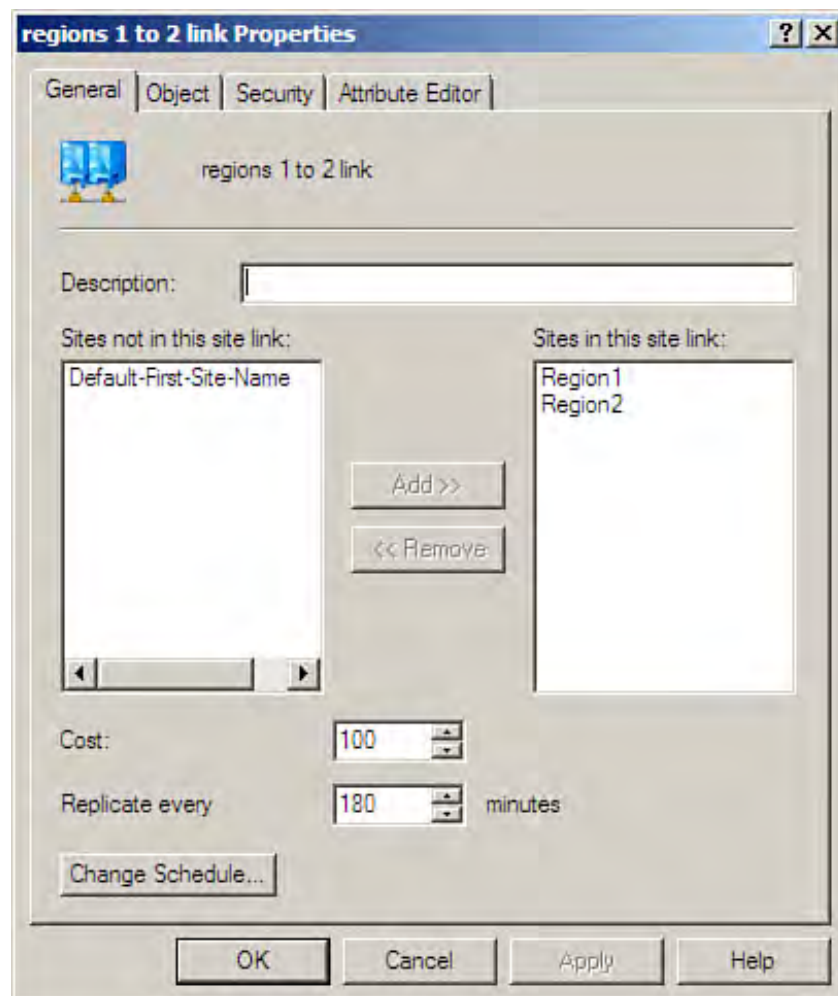 regions 1 to 2 link Properties
General Object Security Attribute Editor
regions 1 to 2 link
Description:
Sites not in this site link: Sites in this site link:
Default-First-Site-Name Region1
Region2
Add >>
<< Remove
Cost: 100
Replicate every 180 minutes
Change Schedule...
OK Cancel Apply Help